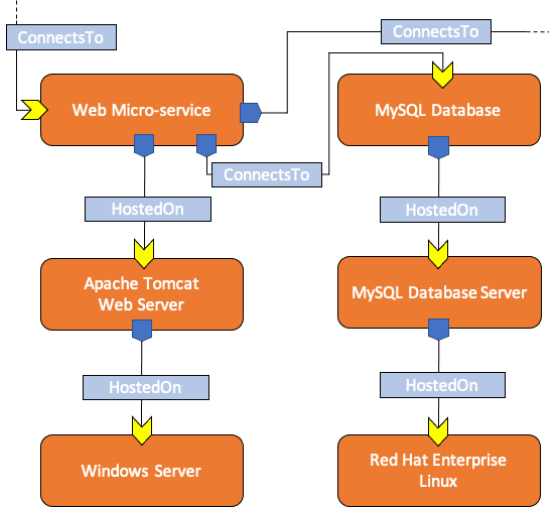 ConnectsTo
ConnectsTo
Web Micro-service
MySQL Database
ConnectsTo
HostedOn
HostedOn
Apache Tomcat
Web Server
MySQL Database Server
HostedOn
HostedOn
Windows Server
Red Hat Enterprise
Linux